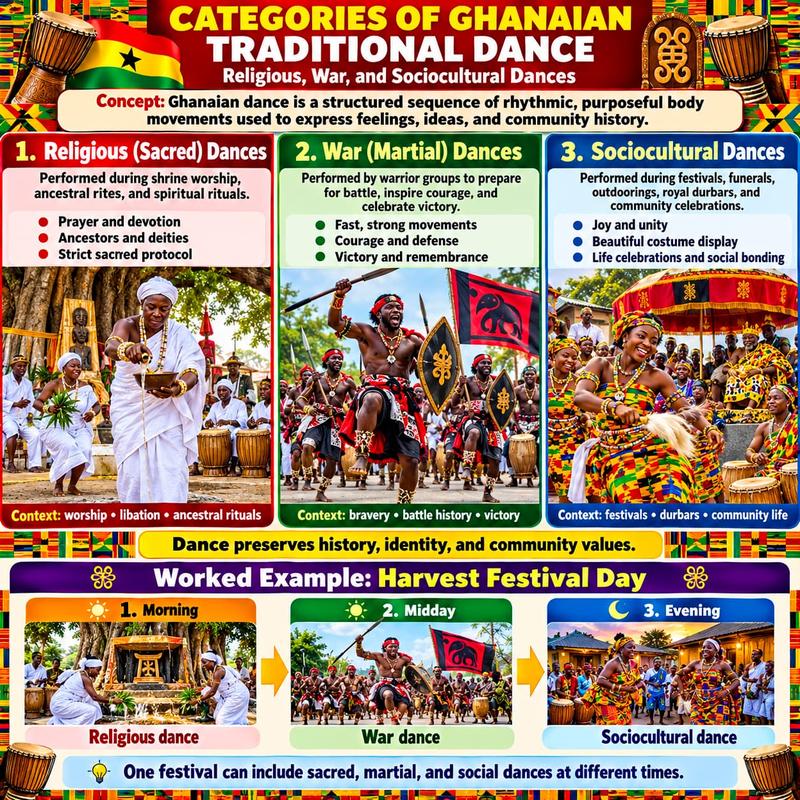 CATEGORIES OF GHANAIAN
TRADITIONAL DANCE
Religious, War, and Sociocultural Dances
Concept: Ghanaian dance is a structured sequence of rhythmic, purposeful body
movements used to express feelings, ideas, and community history.
1. Religious (Sacred) Dances
Performed during shrine worship,
ancestral rites, and spiritual rituals.
Prayer and devotion
Ancestors and deities
Strict sacred protocol
Context: worship • libation • ancestral rituals
2. War (Martial) Dances
Performed by warrior groups to prepare
for battle, inspire courage, and
celebrate victory.
Fast, strong movements
Courage and defense
Victory and remembrance
Context: bravery • battle history • victory
3. Sociocultural Dances
Performed during festivals, funerals,
outdoorings, royal durbars, and
community celebrations.
Joy and unity
Beautiful costume display
Life celebrations and social bonding
Context: festivals • durbars • community life
Dance preserves history, identity, and community values.
Worked Example: Harvest Festival Day
1. Morning
Religious dance
2. Midday
War dance
3. Evening
Sociocultural dance
One festival can include sacred, martial, and social dances at different times.